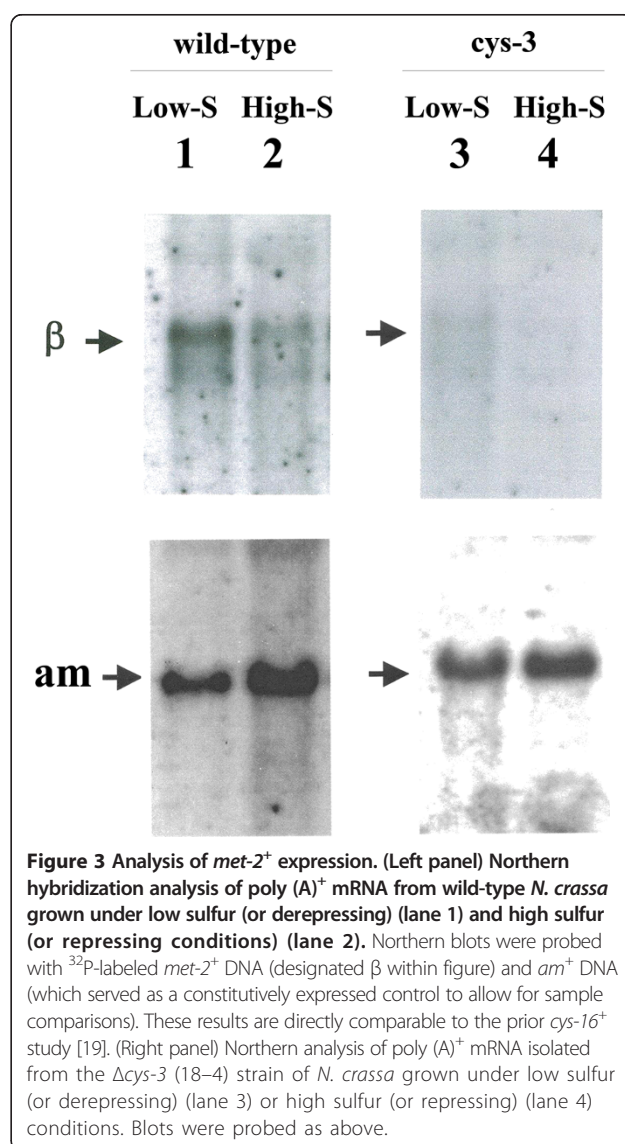 wild-type cys-3
Low-S High-S Low-S High-S
1 2 3 4
β
am
Figure 3 Analysis of met-2⁺ expression. (Left panel) Northern
hybridization analysis of poly (A)⁺ mRNA from wild-type N. crassa
grown under low sulfur (or derepressing) (lane 1) and high sulfur
(or repressing conditions) (lane 2). Northern blots were probed
with ³²P-labeled met-2⁺ DNA (designated β within figure) and am⁺ DNA
(which served as a constitutively expressed control to allow for sample
comparisons). These results are directly comparable to the prior cys-16⁺
study [19]. (Right panel) Northern analysis of poly (A)⁺ mRNA isolated
from the Δcys-3 (18–4) strain of N. crassa grown under low sulfur
(or derepressing) (lane 3) or high sulfur (or repressing) (lane 4)
conditions. Blots were probed as above.